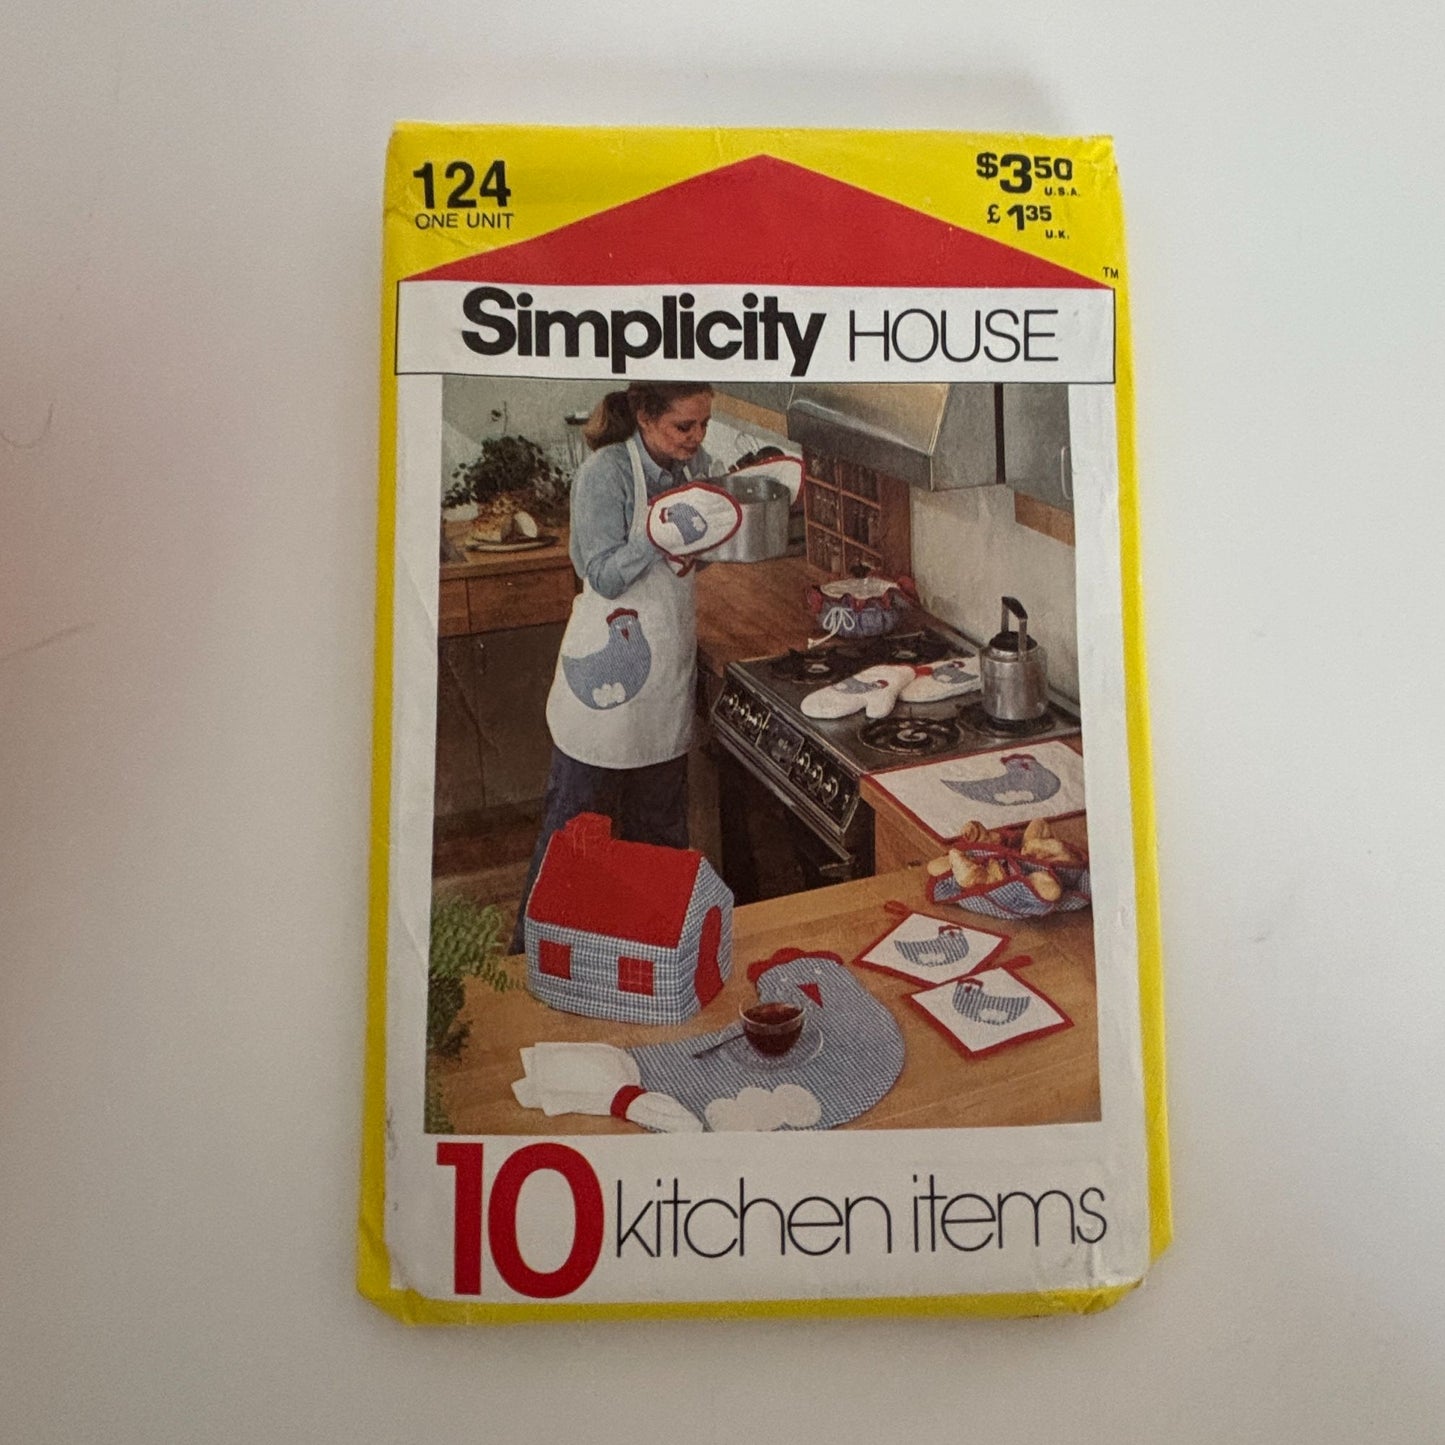 124
ONE UNIT
$3.50
U.S.A.
£1.35
U.K.
TM
Simplicity HOUSE
10 kitchen items